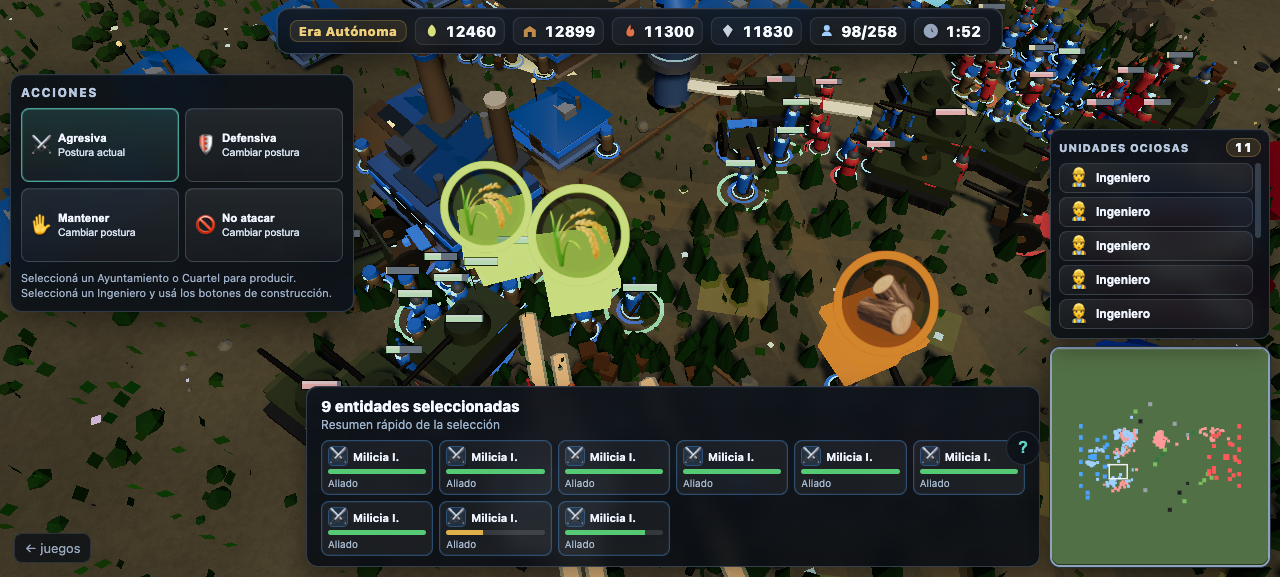 Era Autónoma 12460 12899 11300 11830 98/258 1:52
ACCIONES
Agresiva
Postura actual
Defensiva
Cambiar postura
Mantener
Cambiar postura
No atacar
Cambiar postura
Seleccioná un Ayuntamiento o Cuartel para producir.
Seleccioná un Ingeniero y usá los botones de construcción.
UNIDADES OCIOSAS 11
Ingeniero
Ingeniero
Ingeniero
Ingeniero
Ingeniero
9 entidades seleccionadas
Resumen rápido de la selección
?
Milicia I.
Aliado
Milicia I.
Aliado
Milicia I.
Aliado
Milicia I.
Aliado
Milicia I.
Aliado
Milicia I.
Aliado
Milicia I.
Aliado
Milicia I.
Aliado
Milicia I.
Aliado
← juegos